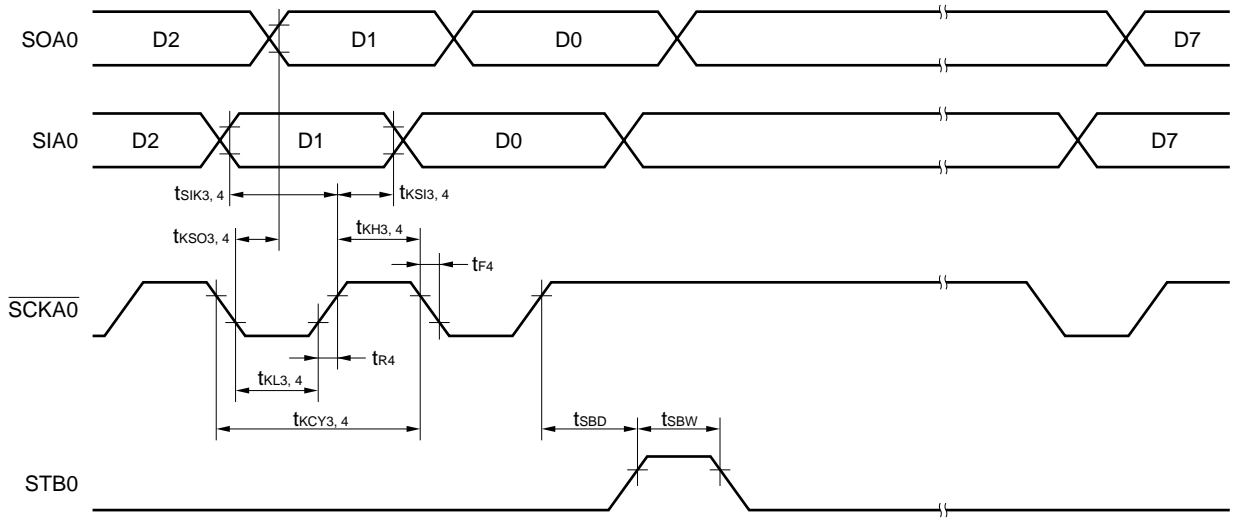 SOA0 D2 D1 D0 D7
SIA0 D2 D1 D0 D7
tSIK3, 4 tKSI3, 4
tKSO3, 4 tKH3, 4
tF4
SCKA0
tR4
tKL3, 4
tKCY3, 4 tSBD tSBW
STB0